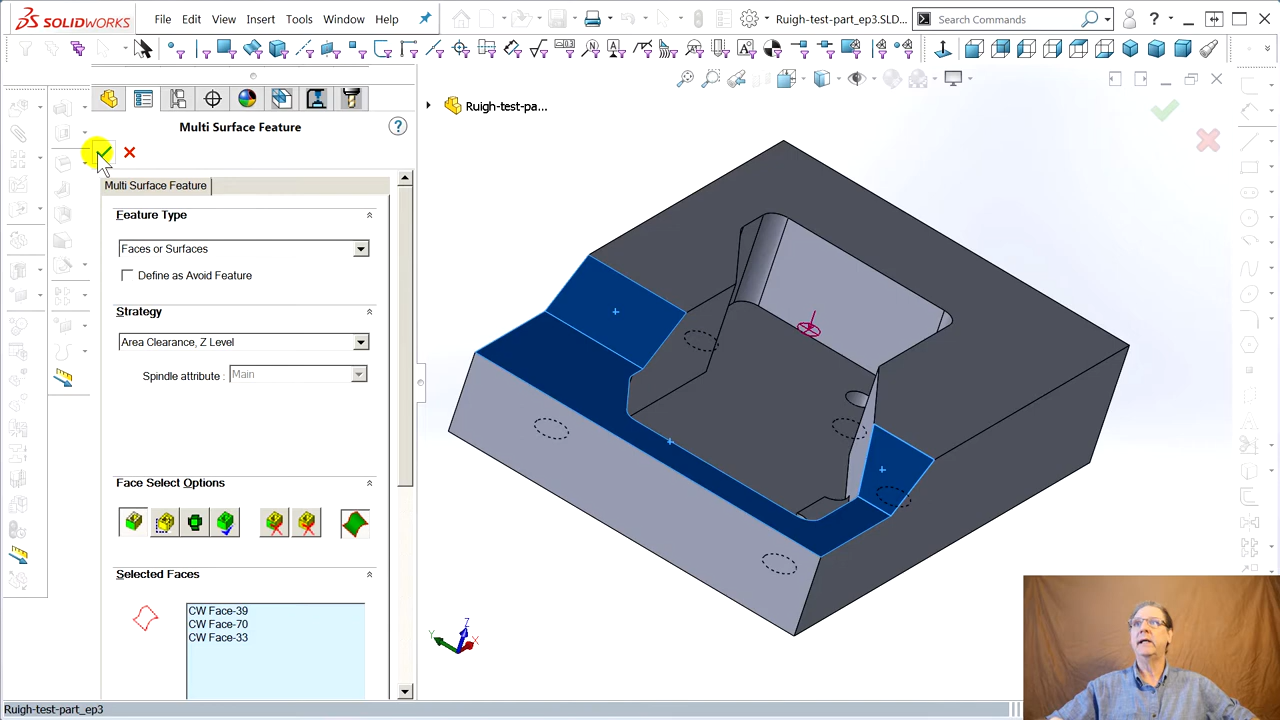 SOLIDWORKS
File Edit View Insert Tools Window Help
Ruigh-test-part_ep3.SLD...
Search Commands
?
Ruigh-test-pa...
Multi Surface Feature
?
Multi Surface Feature
Feature Type
Faces or Surfaces
Define as Avoid Feature
Strategy
Area Clearance, Z Level
Spindle attribute : Main
Face Select Options
Selected Faces
CW Face-39
CW Face-70
CW Face-33
Z
Y
X
Ruigh-test-part_ep3